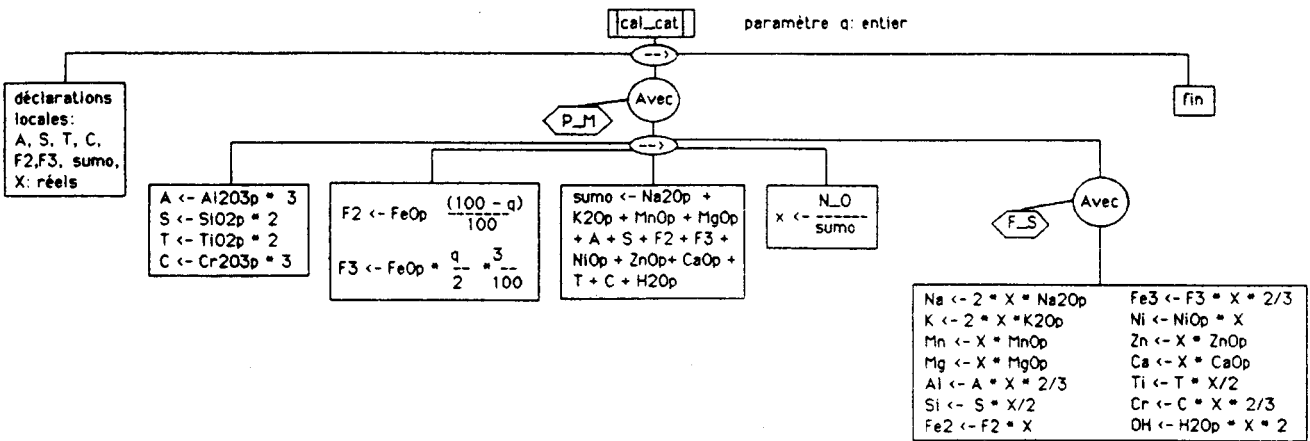 cal_cat
paramètre q: entier
-->
déclarations
locales:
A, S, T, C,
F2,F3, sumo,
X: réels
Avec
P_M
fin
-->
A <- Al2O3p * 3
S <- SiO2p * 2
T <- TiO2p * 2
C <- Cr2O3p * 3
F2 <- FeOp (100 - q)
100
F3 <- FeOp * q * 3
2 100
sumo <- Na2Op +
K2Op + MnOp + MgOp
+ A + S + F2 + F3 +
NiOp + ZnOp+ CaOp +
T + C + H2Op
N_O
x <- -------
sumo
Avec
F_S
Na <- 2 * X * Na2Op
K <- 2 * X *K2Op
Mn <- X * MnOp
Mg <- X * MgOp
Al <- A * X * 2/3
Si <- S * X/2
Fe2 <- F2 * X
Fe3 <- F3 * X * 2/3
Ni <- NiOp * X
Zn <- X * ZnOp
Ca <- X * CaOp
Ti <- T * X/2
Cr <- C * X * 2/3
OH <- H2Op * X * 2